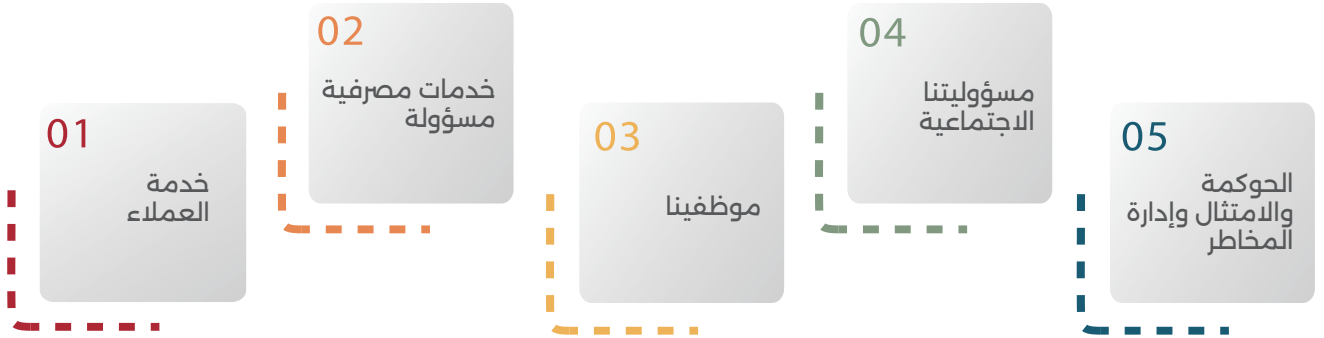 01
خدمة
العملاء
02
خدمات مصرفية
مسؤولة
03
موظفينا
04
مسؤوليتنا
الاجتماعية
05
الحوكمة
والامتثال وإدارة
المخاطر